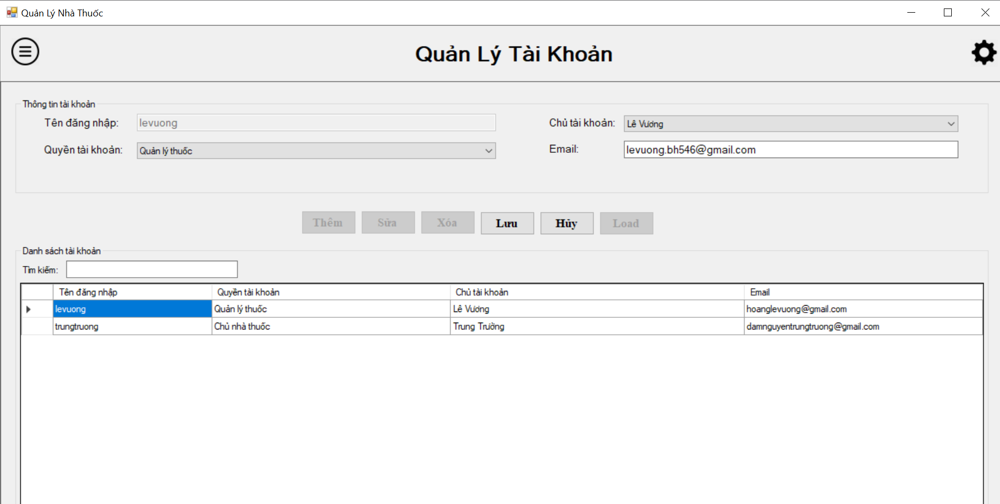 Quản Lý Nhà Thuốc
Quản Lý Tài Khoản
Thông tin tài khoản
Tên đăng nhập: levuong Chủ tài khoản: Lê Vương
Quyền tài khoản: Quản lý thuốc Email: levuong.bh546@gmail.com
Thêm Sửa Xóa Lưu Hủy Load
Danh sách tài khoản
Tìm kiếm:
Tên đăng nhập Quyền tài khoản Chủ tài khoản Email
levuong Quản lý thuốc Lê Vương hoanglevuong@gmail.com
trungtruong Chủ nhà thuốc Trung Trường damnguyentrungtruong@gmail.com